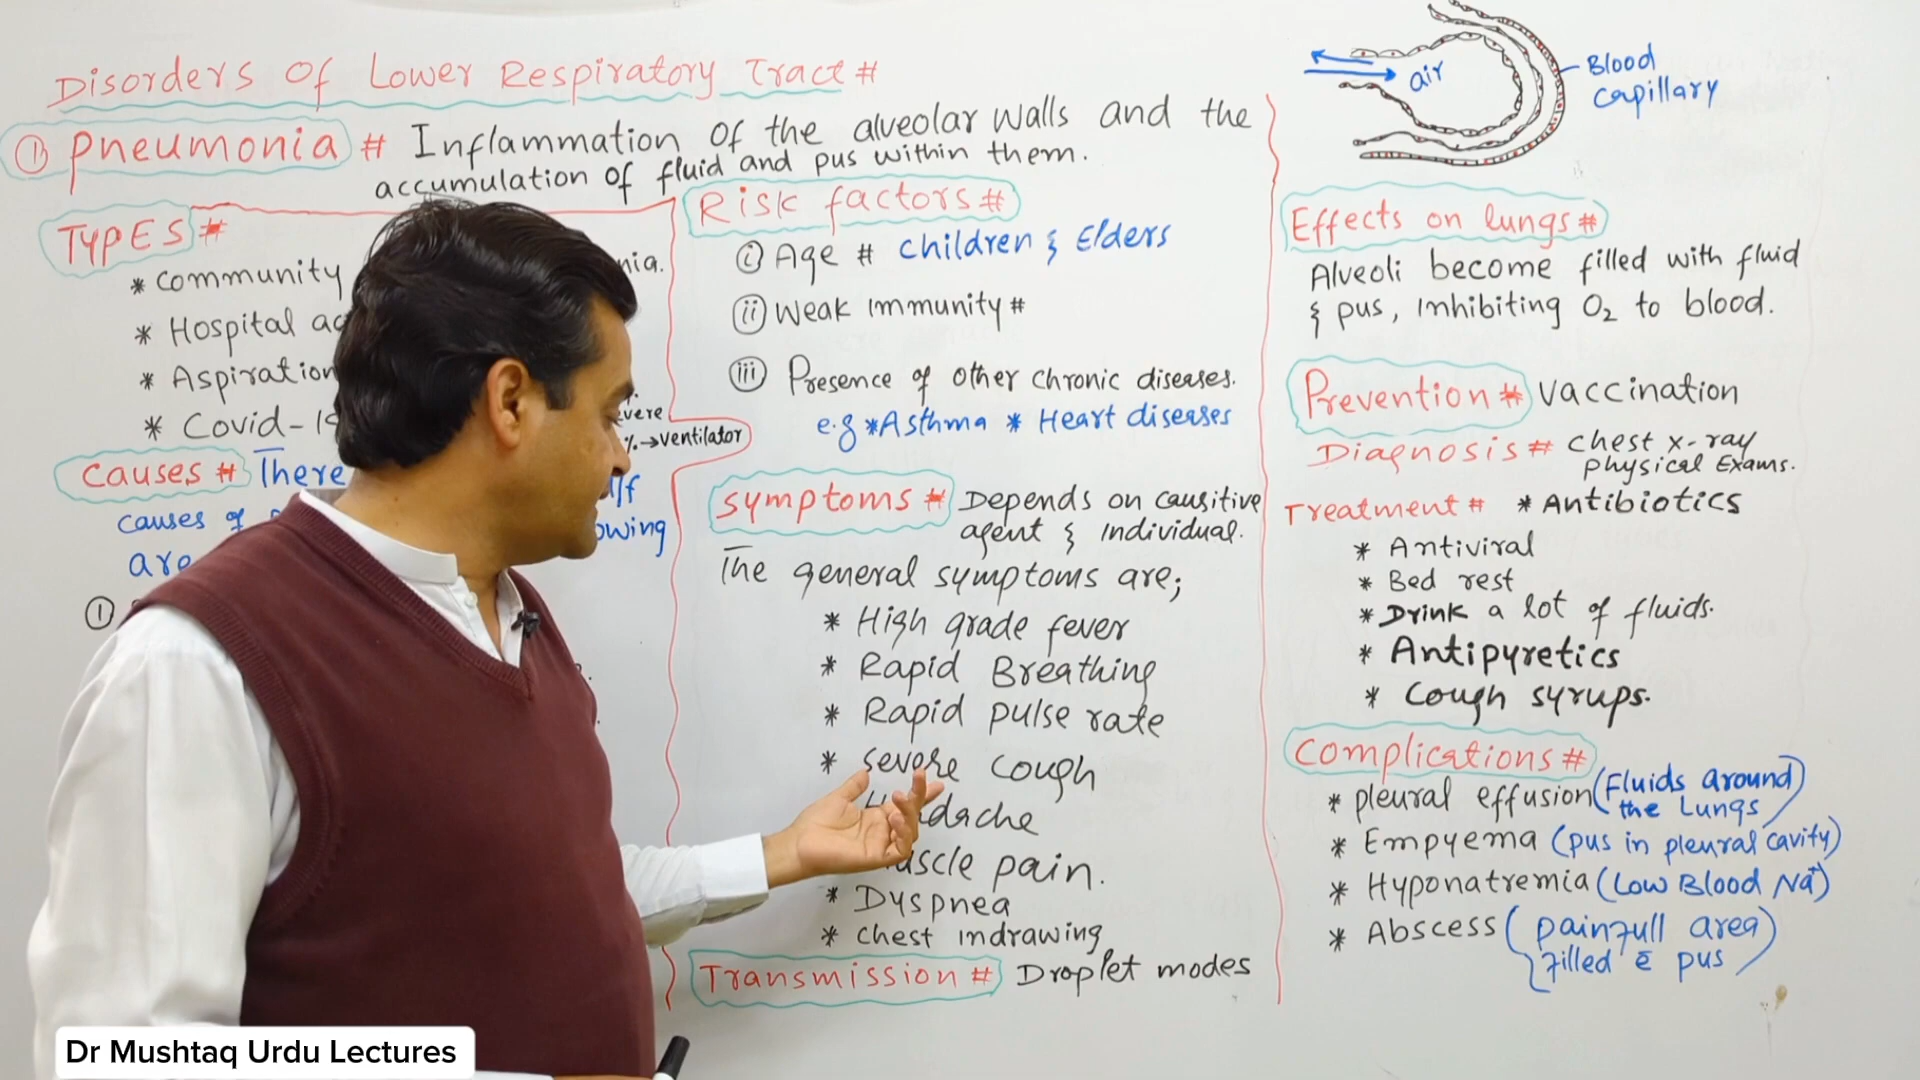 Disorders Of Lower Respiratory Tract #
① Pneumonia # Inflammation of the alveolar walls and the
accumulation of fluid and pus within them.
Types #
* Community
* Hospital
* Aspiration
* Covid-19
→ventilator
Causes # There
causes of
are
①
Risk factors #
ⓘ Age # Children & Elders
(ii) Weak Immunity #
(iii) Presence of other chronic diseases.
e.g *Asthma * Heart diseases
Symptoms # Depends on causitive
agent & individual.
The general symptoms are;
* High grade fever
* Rapid Breathing
* Rapid pulse rate
* Severe cough
pain.
* Dyspnea
* Chest indrawing
Transmission # Droplet modes
air
Blood
capillary
Effects on lungs #
Alveoli become filled with fluid
& pus, inhibiting O₂ to blood.
Prevention # Vaccination
Diagnosis # Chest x-ray
physical Exams.
Treatment # * Antibiotics
* Antiviral
* Bed rest
* Drink a lot of fluids.
* Antipyretics
* Cough syrups.
Complications #
* Pleural effusion (Fluids around
the Lungs)
* Empyema (pus in pleural cavity)
* Hyponatremia (Low Blood Na⁺)
* Abscess (painfull area
filled c̄ pus)
Dr Mushtaq Urdu Lectures